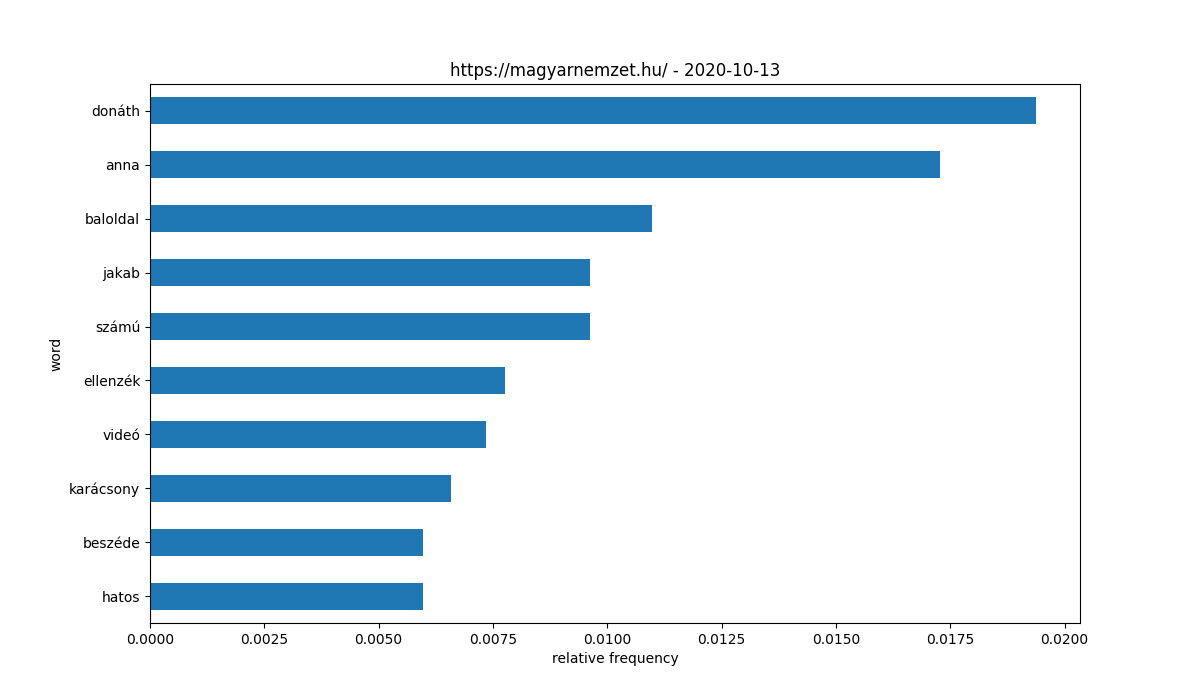 https://magyarnemzet.hu/ - 2020-10-13
donáth
anna
baloldal
jakab
számú
ellenzék
videó
karácsony
beszéde
hatos
word
0.0000 0.0025 0.0050 0.0075 0.0100 0.0125 0.0150 0.0175 0.0200
relative frequency